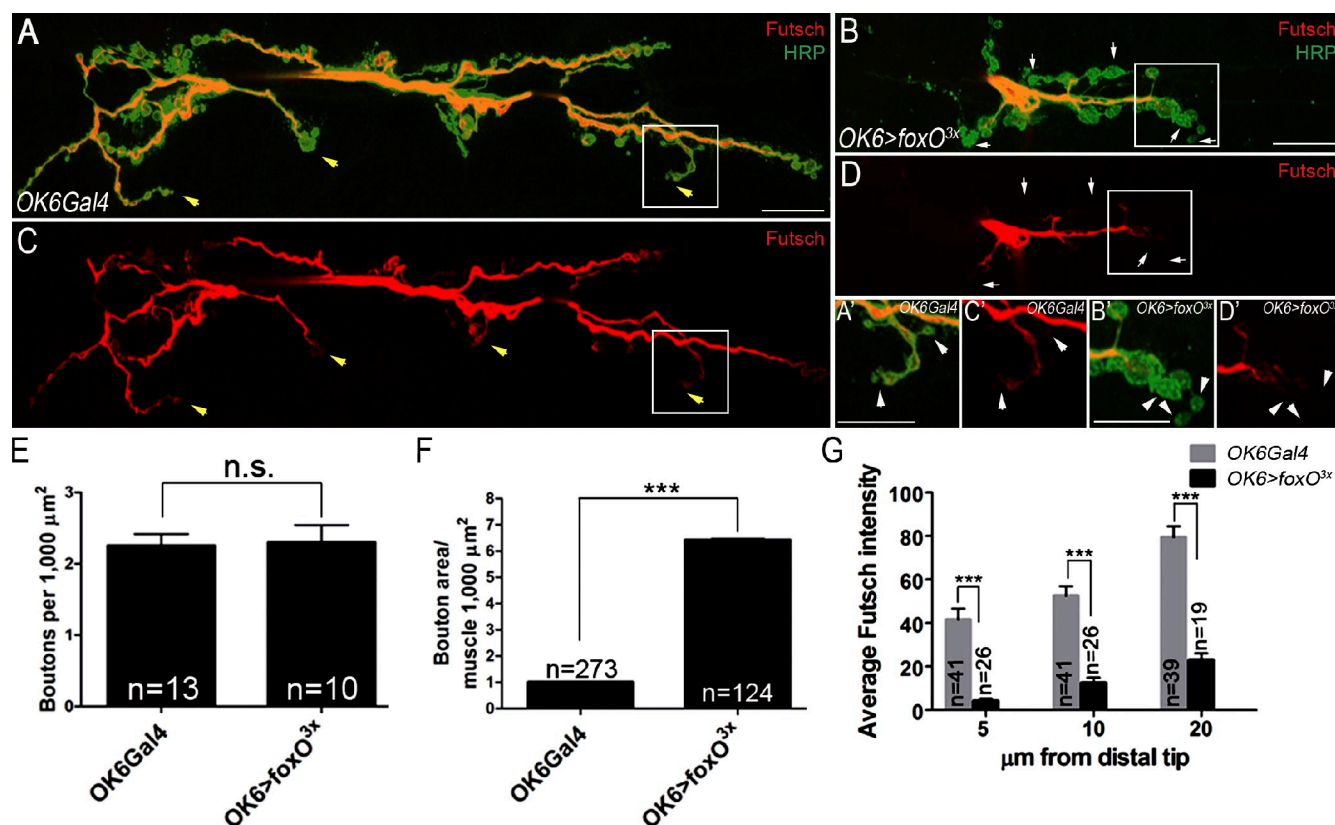 A
Futsch
HRP
OK6Gal4
B
Futsch
HRP
OK6>foxO3x
C
Futsch
D
Futsch
A'
OK6Gal4
C'
OK6Gal4
B'
OK6>foxO3x
D'
OK6>foxO3
E
n.s.
Boutons per 1,000 μm2
3
2
1
0
n=13
n=10
OK6Gal4
OK6>foxO3x
F
***
Bouton area/
muscle 1,000 μm2
8
7
6
5
4
3
2
1
0
n=273
n=124
OK6Gal4
OK6>foxO3x
G
OK6Gal4
OK6>foxO3x
Average Futsch intensity
100
80
60
40
20
0
***
***
***
n=41
n=26
n=41
n=26
n=39
n=19
5
10
20
μm from distal tip